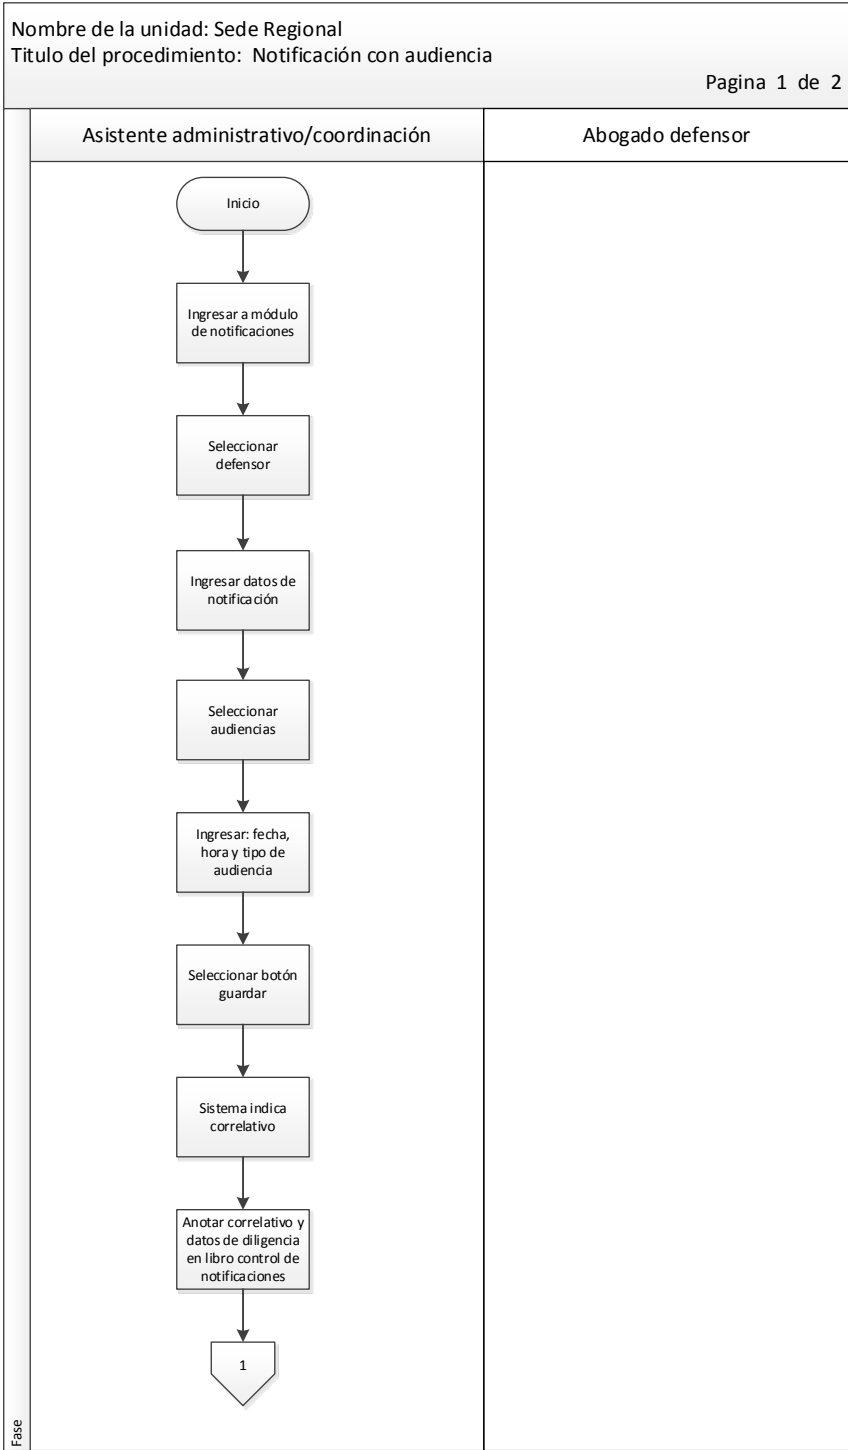 Nombre de la unidad: Sede Regional
Titulo del procedimiento:  Notificación con audiencia
Pagina 1 de 2
Asistente administrativo/coordinación
Abogado defensor
Inicio
Ingresar a módulo
de notificaciones
Seleccionar
defensor
Ingresar datos de
notificación
Seleccionar
audiencias
Ingresar: fecha,
hora y tipo de
audiencia
Seleccionar botón
guardar
Sistema indica
correlativo
Anotar correlativo y
datos de diligencia
en libro control de
notificaciones
1
Fase